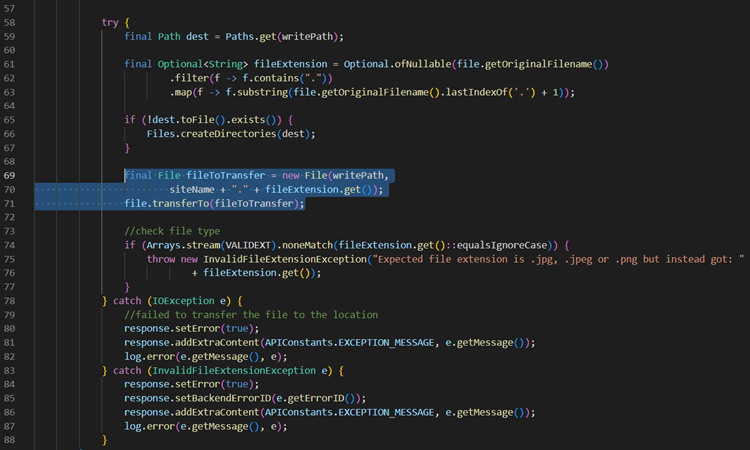 57
58 try {
59 final Path dest = Paths.get(writePath);
60
61 final Optional<String> fileExtension = Optional.ofNullable(file.getOriginalFilename())
62 .filter(f -> f.contains("."))
63 .map(f -> f.substring(file.getOriginalFilename().lastIndexOf('.') + 1));
64
65 if (!dest.toFile().exists()) {
66 Files.createDirectories(dest);
67 }
68
69 final File fileToTransfer = new File(writePath,
70 siteName + "." + fileExtension.get());
71 file.transferTo(fileToTransfer);
72
73 //check file type
74 if (Arrays.stream(VALIDEXT).noneMatch(fileExtension.get()::equalsIgnoreCase)) {
75 throw new InvalidFileExtensionException("Expected file extension is .jpg, .jpeg or .png but instead got: "
76 + fileExtension.get());
77 }
78 } catch (IOException e) {
79 //failed to transfer the file to the location
80 response.setError(true);
81 response.addExtraContent(APIConstants.EXCEPTION_MESSAGE, e.getMessage());
82 log.error(e.getMessage(), e);
83 } catch (InvalidFileExtensionException e) {
84 response.setError(true);
85 response.setBackendErrorID(e.getErrorID());
86 response.addExtraContent(APIConstants.EXCEPTION_MESSAGE, e.getMessage());
87 log.error(e.getMessage(), e);
88 }